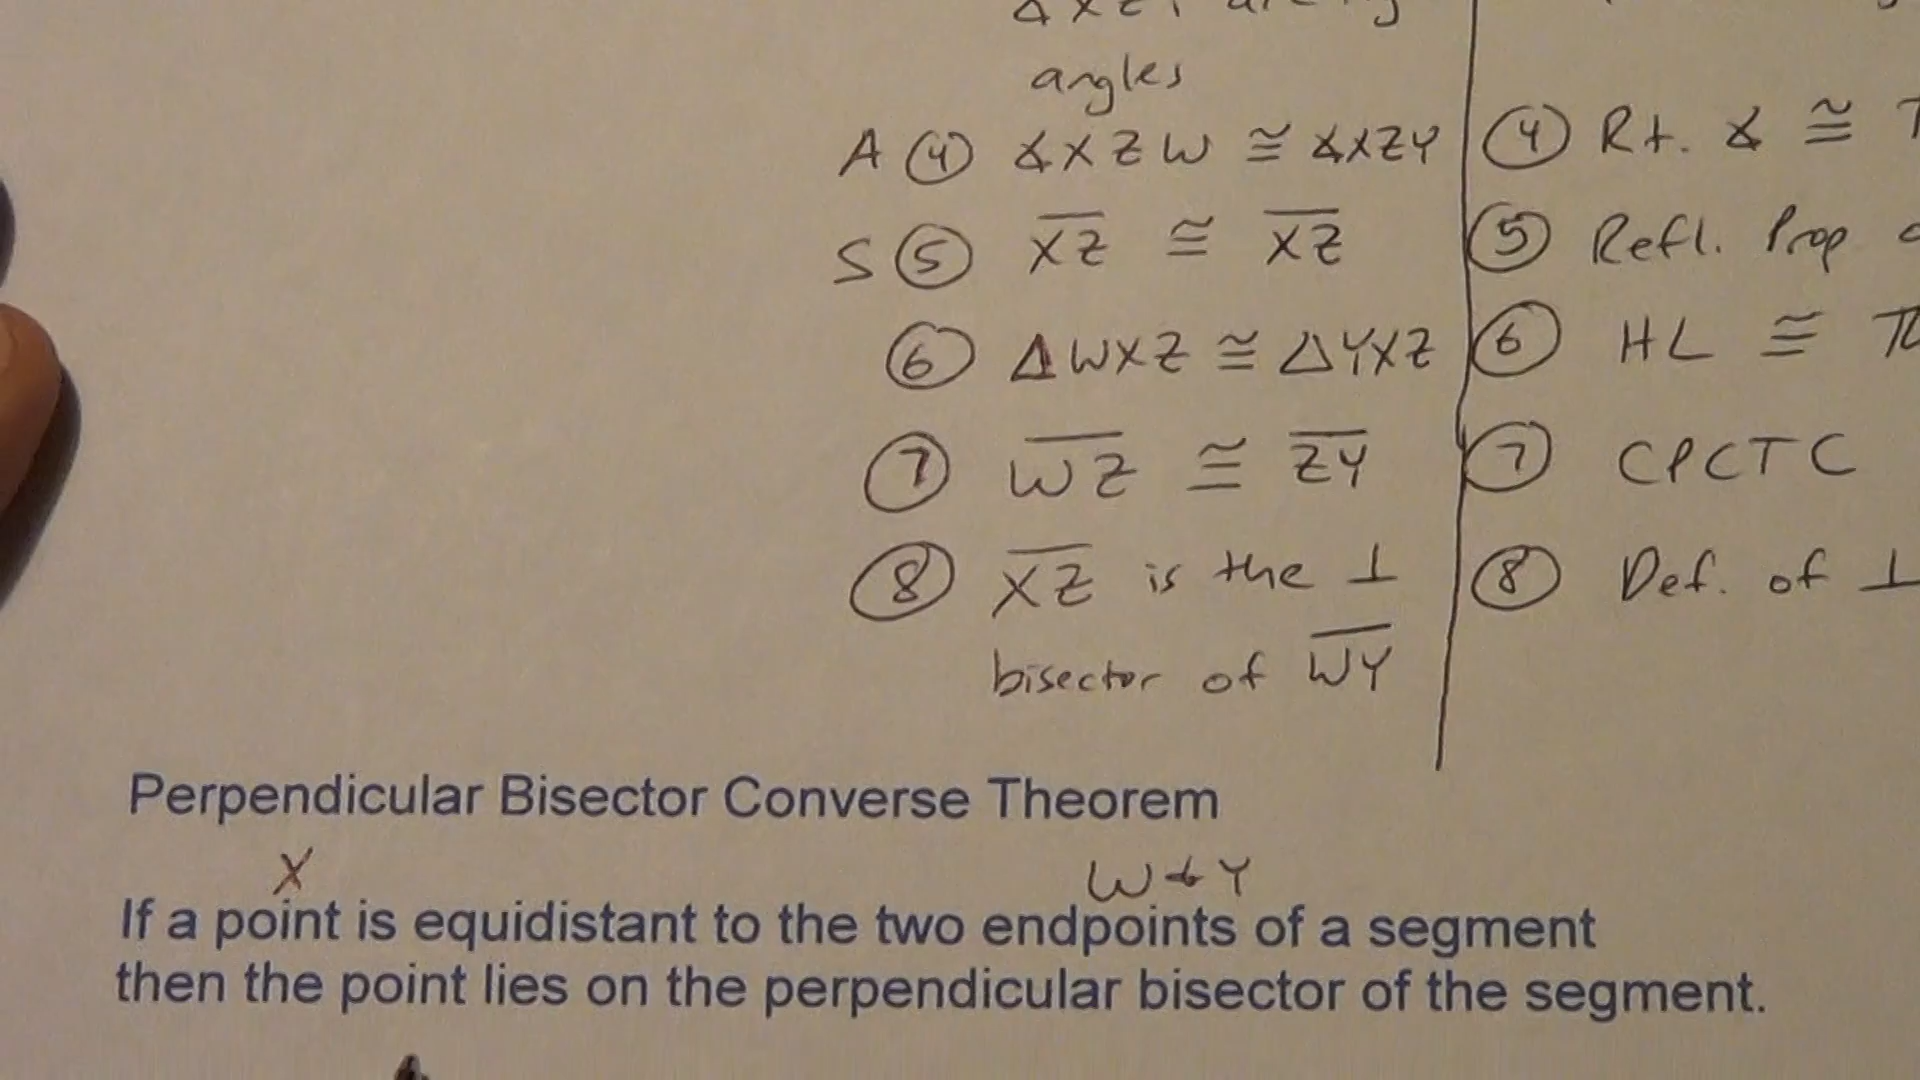 angles
A ④ ∡XZW ≅ ∡XZY ④ Rt. ∡ ≅
S ⑤ XZ ≅ XZ ⑤ Refl. Prop
⑥ ΔWXZ ≅ ΔYXZ ⑥ HL ≅
⑦ WZ ≅ ZY ⑦ CPCTC
⑧ XZ is the ⊥ ⑧ Def. of ⊥
bisector of WY
Perpendicular Bisector Converse Theorem
X W + Y
If a point is equidistant to the two endpoints of a segment
then the point lies on the perpendicular bisector of the segment.